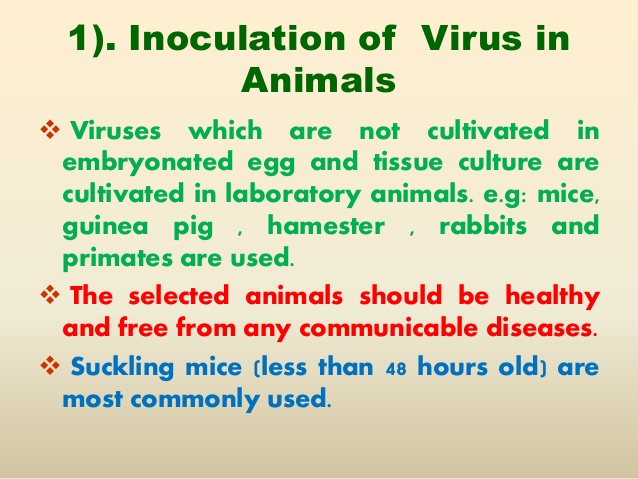 1). Inoculation of Virus in
Animals
❖ Viruses which are not cultivated in
embryonated egg and tissue culture are
cultivated in laboratory animals. e.g: mice,
guinea pig , hamester , rabbits and
primates are used.
❖ The selected animals should be healthy
and free from any communicable diseases.
❖ Suckling mice (less than 48 hours old) are
most commonly used.